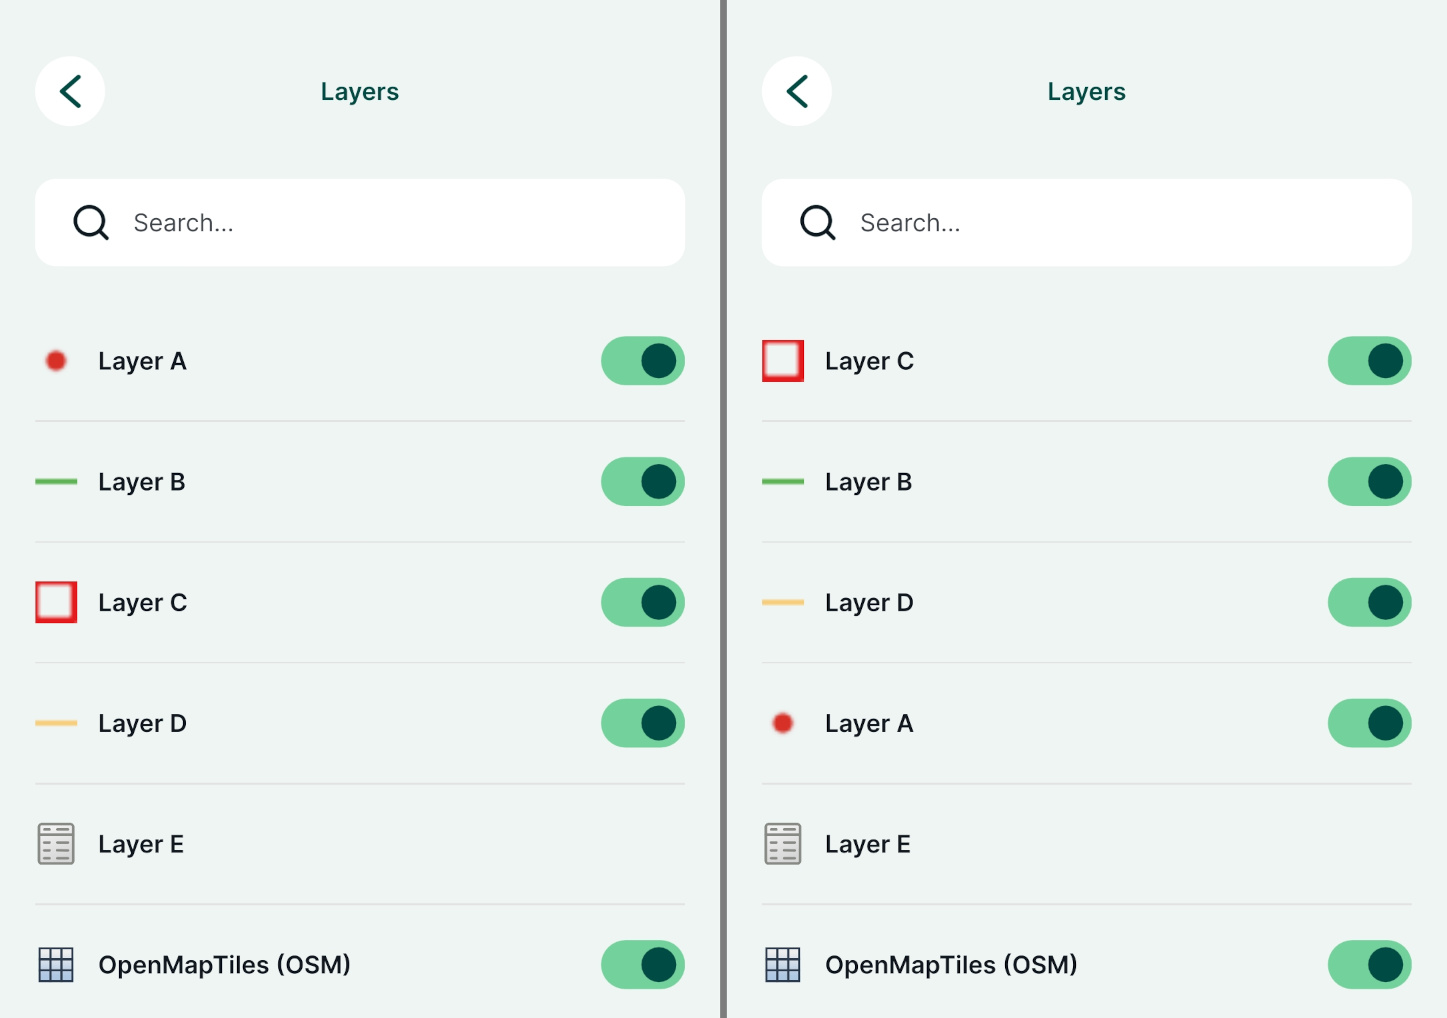 Layers
Search...
Layer A
Layer B
Layer C
Layer D
Layer E
OpenMapTiles (OSM)
Layers
Search...
Layer C
Layer B
Layer D
Layer A
Layer E
OpenMapTiles (OSM)